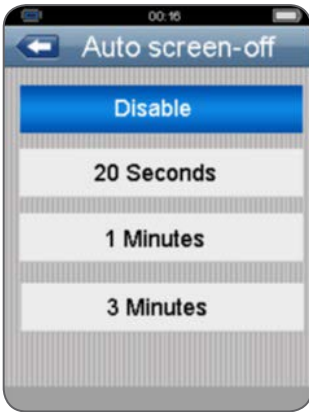 00:16
Auto screen-off
Disable
20 Seconds
1 Minutes
3 Minutes